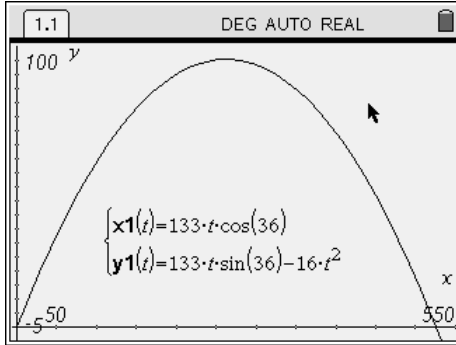 1.1 DEG AUTO REAL
100 y
x1(t)=133·t·cos(36)
y1(t)=133·t·sin(36)−16·t²
x
-5 50 550